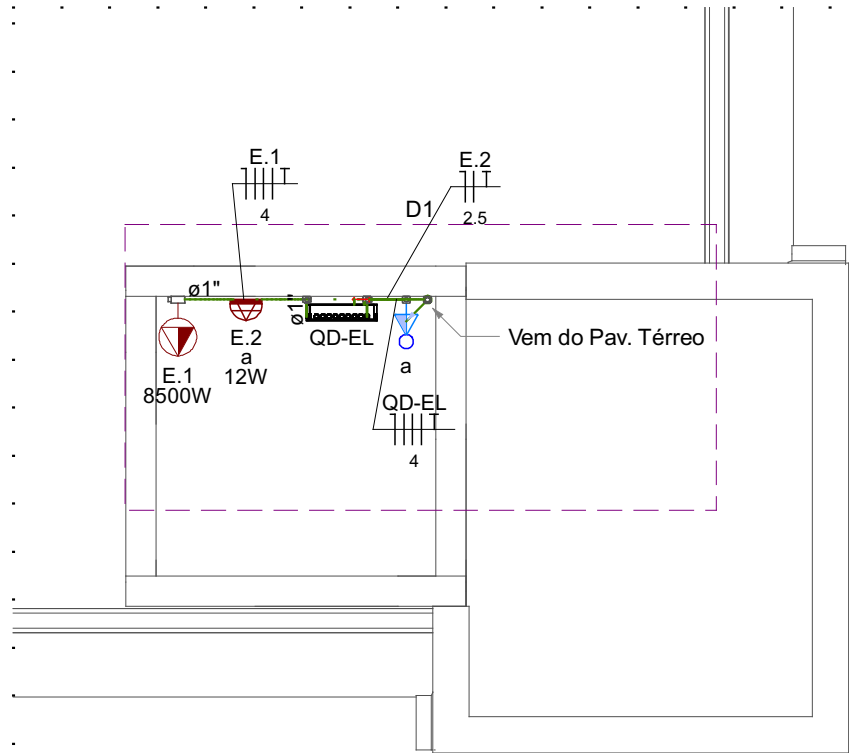 E.1
4
E.2
2.5
D1
ø1"
ø1"
E.2
a
12W
QD-EL
Vem do Pav. Térreo
E.1
8500W
a
QD-EL
4